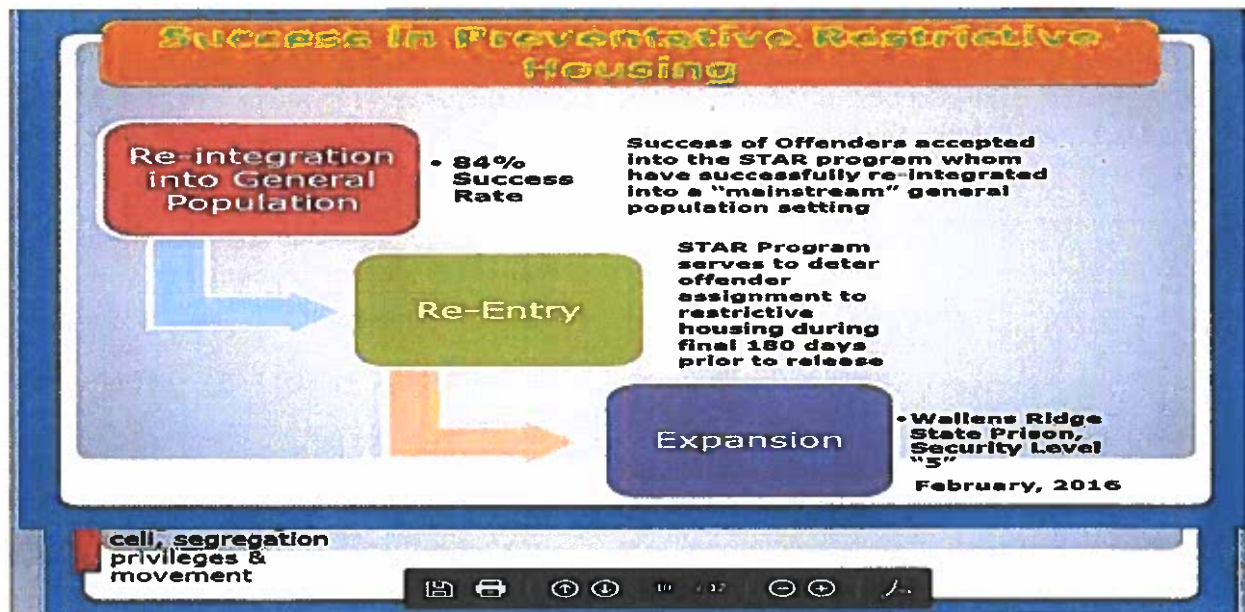 Success in Preventative Restrictive
Housing
Re-integration
into General
Population
• 84%
Success
Rate
Success of Offenders accepted
into the STAR program whom
have successfully re-integrated
into a "mainstream" general
population setting
Re-Entry
STAR Program
serves to deter
offender
assignment to
restrictive
housing during
final 180 days
prior to release
Expansion
• Wallens Ridge
State Prison,
Security Level
"5"
February, 2016
cell, segregation
privileges &
movement
10 / 12